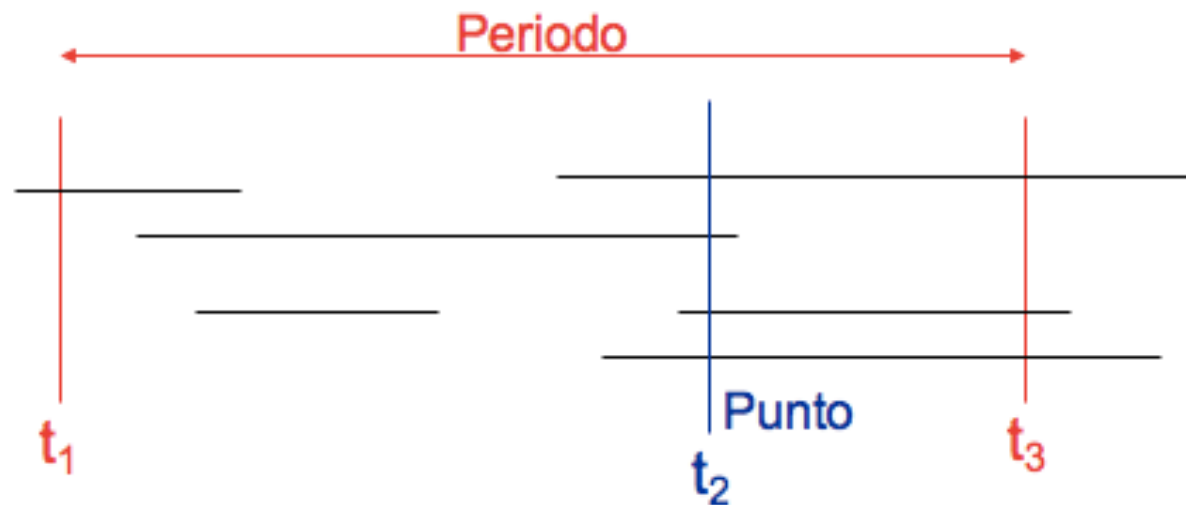 Periodo
Punto
t₁
t₂
t₃